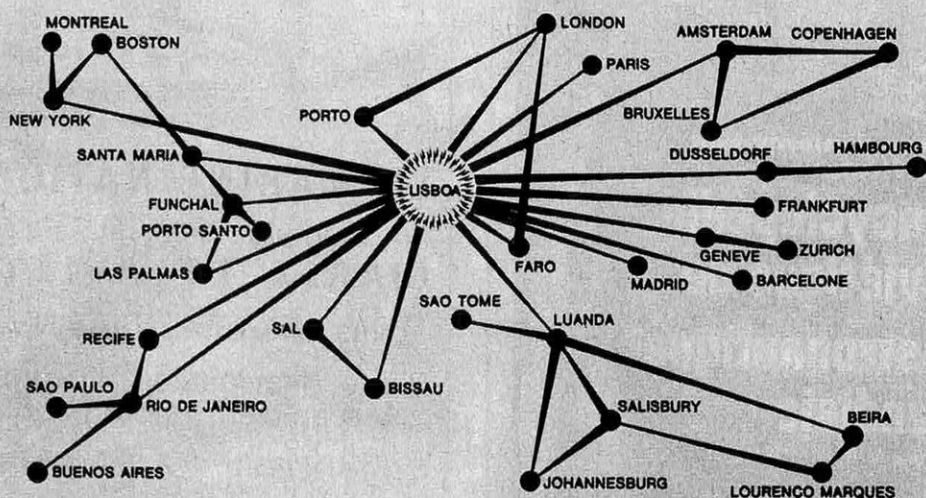 MONTREAL
BOSTON
LONDON
AMSTERDAM
COPENHAGEN
PARIS
NEW YORK
PORTO
BRUXELLES
SANTA MARIA
DUSSELDORF
HAMBOURG
LISBOA
FUNCHAL
FRANKFURT
PORTO SANTO
GENEVE
ZURICH
LAS PALMAS
FARO
MADRID
BARCELONE
SAO TOME
LUANDA
RECIFE
SAL
SAO PAULO
RIO DE JANEIRO
BISSAU
SALISBURY
BEIRA
BUENOS AIRES
JOHANNESBURG
LOURENCO MARQUES